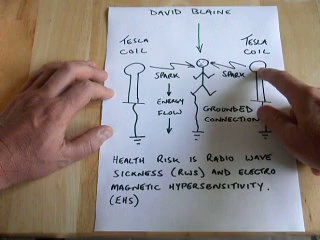 DAVID BLAINE
TESLA COIL
TESLA COIL
SPARK
SPARK
ENERGY FLOW
GROUNDED CONNECTION
HEALTH RISK IS RADIO WAVE
SICKNESS (RWS) AND ELECTRO
MAGNETIC HYPERSENSITIVITY.
(EHS)